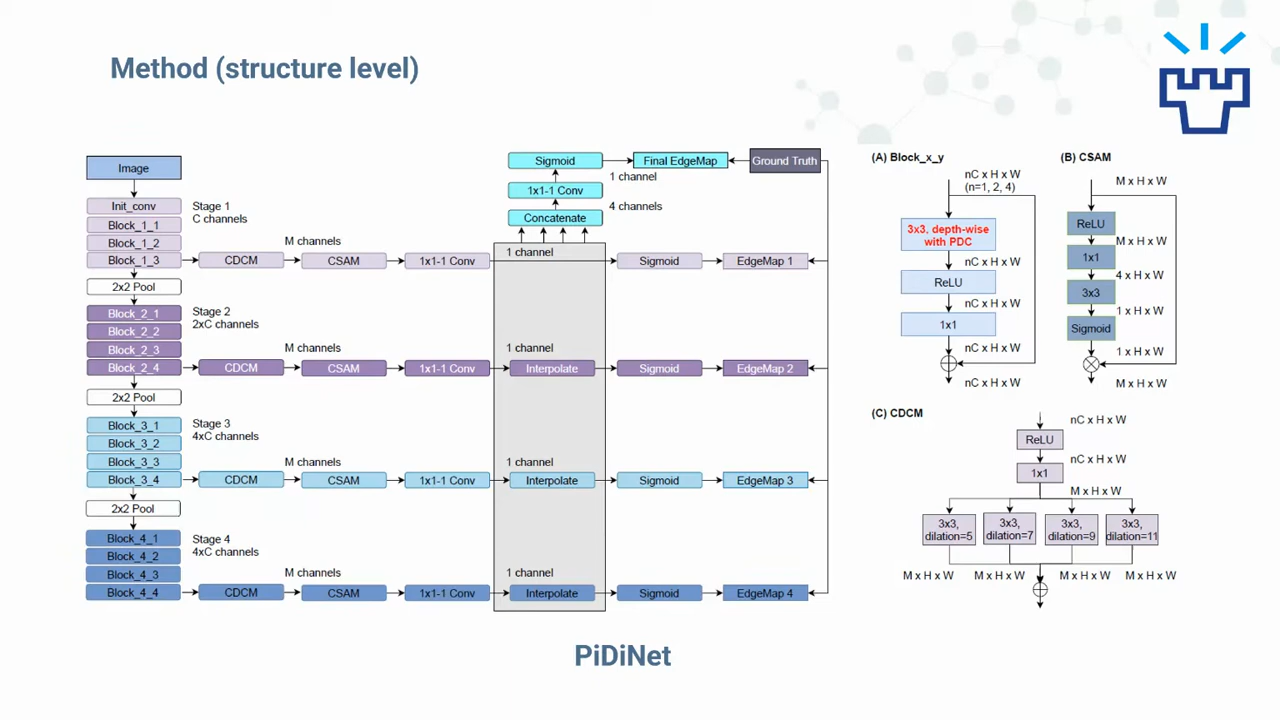 Method (structure level)
Image
Init_conv
Block_1_1
Block_1_2
Block_1_3
Stage 1
C channels
M channels
CDCM
CSAM
1x1-1 Conv
1 channel
Sigmoid
EdgeMap 1
2x2 Pool
Block_2_1
Block_2_2
Block_2_3
Block_2_4
Stage 2
2xC channels
M channels
CDCM
CSAM
1x1-1 Conv
1 channel
Interpolate
Sigmoid
EdgeMap 2
2x2 Pool
Block_3_1
Block_3_2
Block_3_3
Block_3_4
Stage 3
4xC channels
M channels
CDCM
CSAM
1x1-1 Conv
1 channel
Interpolate
Sigmoid
EdgeMap 3
2x2 Pool
Block_4_1
Block_4_2
Block_4_3
Block_4_4
Stage 4
4xC channels
M channels
CDCM
CSAM
1x1-1 Conv
1 channel
Interpolate
Sigmoid
EdgeMap 4
Sigmoid
Final EdgeMap
Ground Truth
1 channel
1x1-1 Conv
4 channels
Concatenate
(A) Block_x_y
nC x H x W
(n=1, 2, 4)
3x3, depth-wise
with PDC
nC x H x W
ReLU
nC x H x W
1x1
nC x H x W
nC x H x W
(B) CSAM
M x H x W
ReLU
M x H x W
1x1
4 x H x W
3x3
1 x H x W
Sigmoid
1 x H x W
M x H x W
(C) CDCM
nC x H x W
ReLU
nC x H x W
1x1
M x H x W
3x3,
dilation=5
3x3,
dilation=7
3x3,
dilation=9
3x3,
dilation=11
M x H x W
M x H x W
M x H x W
M x H x W
PiDiNet